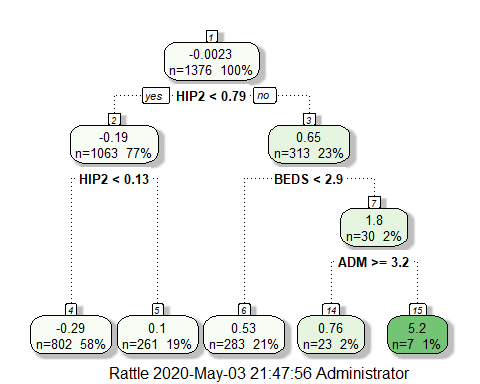 1
-0.0023
n=1376 100%
yes HIP2 < 0.79 no
2
-0.19
n=1063 77%
3
0.65
n=313 23%
HIP2 < 0.13
BEDS < 2.9
7
1.8
n=30 2%
ADM >= 3.2
4
-0.29
n=802 58%
5
0.1
n=261 19%
6
0.53
n=283 21%
14
0.76
n=23 2%
15
5.2
n=7 1%
Rattle 2020-May-03 21:47:56 Administrator